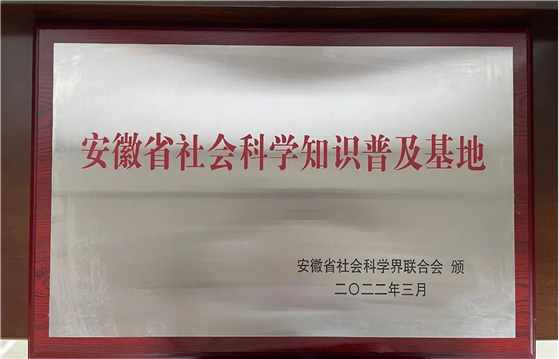 安徽省社会科学知识普及基地
安徽省社会科学界联合会 颁
二〇二二年三月